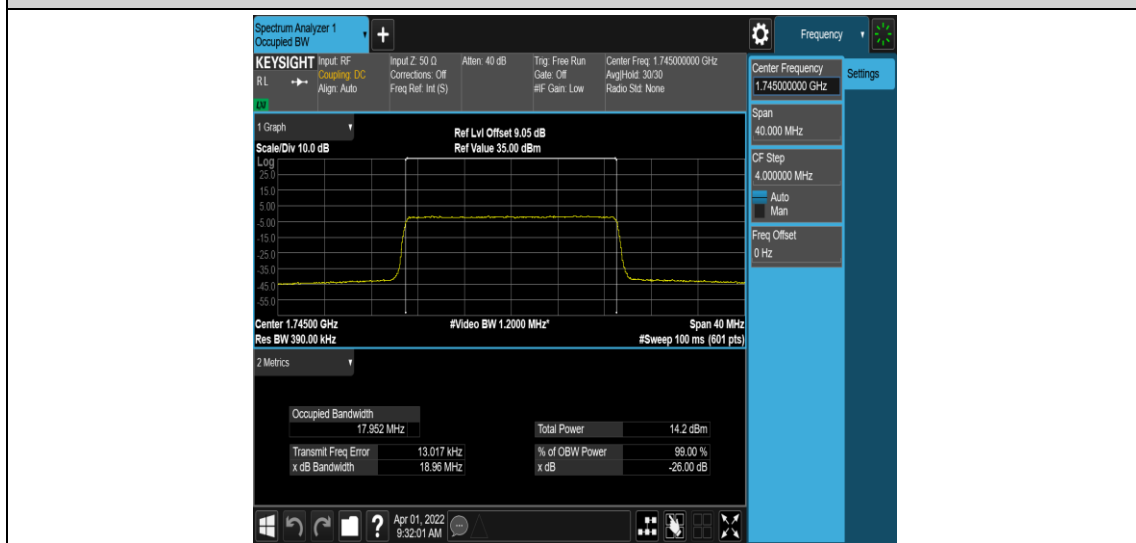 Spectrum Analyzer 1
Occupied BW
+
Frequency
KEYSIGHT
RL
LXI
Input: RF
Coupling: DC
Align: Auto
Input Z: 50 Ω
Corrections: Off
Freq Ref: Int (S)
Atten: 40 dB
Trig: Free Run
Gate: Off
#IF Gain: Low
Center Freq: 1.745000000 GHz
Avg|Hold: 30/30
Radio Std: None
Center Frequency
1.745000000 GHz
Settings
Span
40.000 MHz
CF Step
4.000000 MHz
Auto
Man
Freq Offset
0 Hz
1 Graph
Scale/Div 10.0 dB
Ref Lvl Offset 9.05 dB
Ref Value 35.00 dBm
Log
25.0
15.0
5.00
-5.00
-15.0
-25.0
-35.0
-45.0
-55.0
Center 1.74500 GHz
#Video BW 1.2000 MHz*
Span 40 MHz
Res BW 390.00 kHz
#Sweep 100 ms (601 pts)
2 Metrics
Occupied Bandwidth
17.952 MHz
Total Power 14.2 dBm
Transmit Freq Error 13.017 kHz
% of OBW Power 99.00 %
x dB Bandwidth 18.96 MHz
x dB -26.00 dB
?
Apr 01, 2022
9:32:01 AM